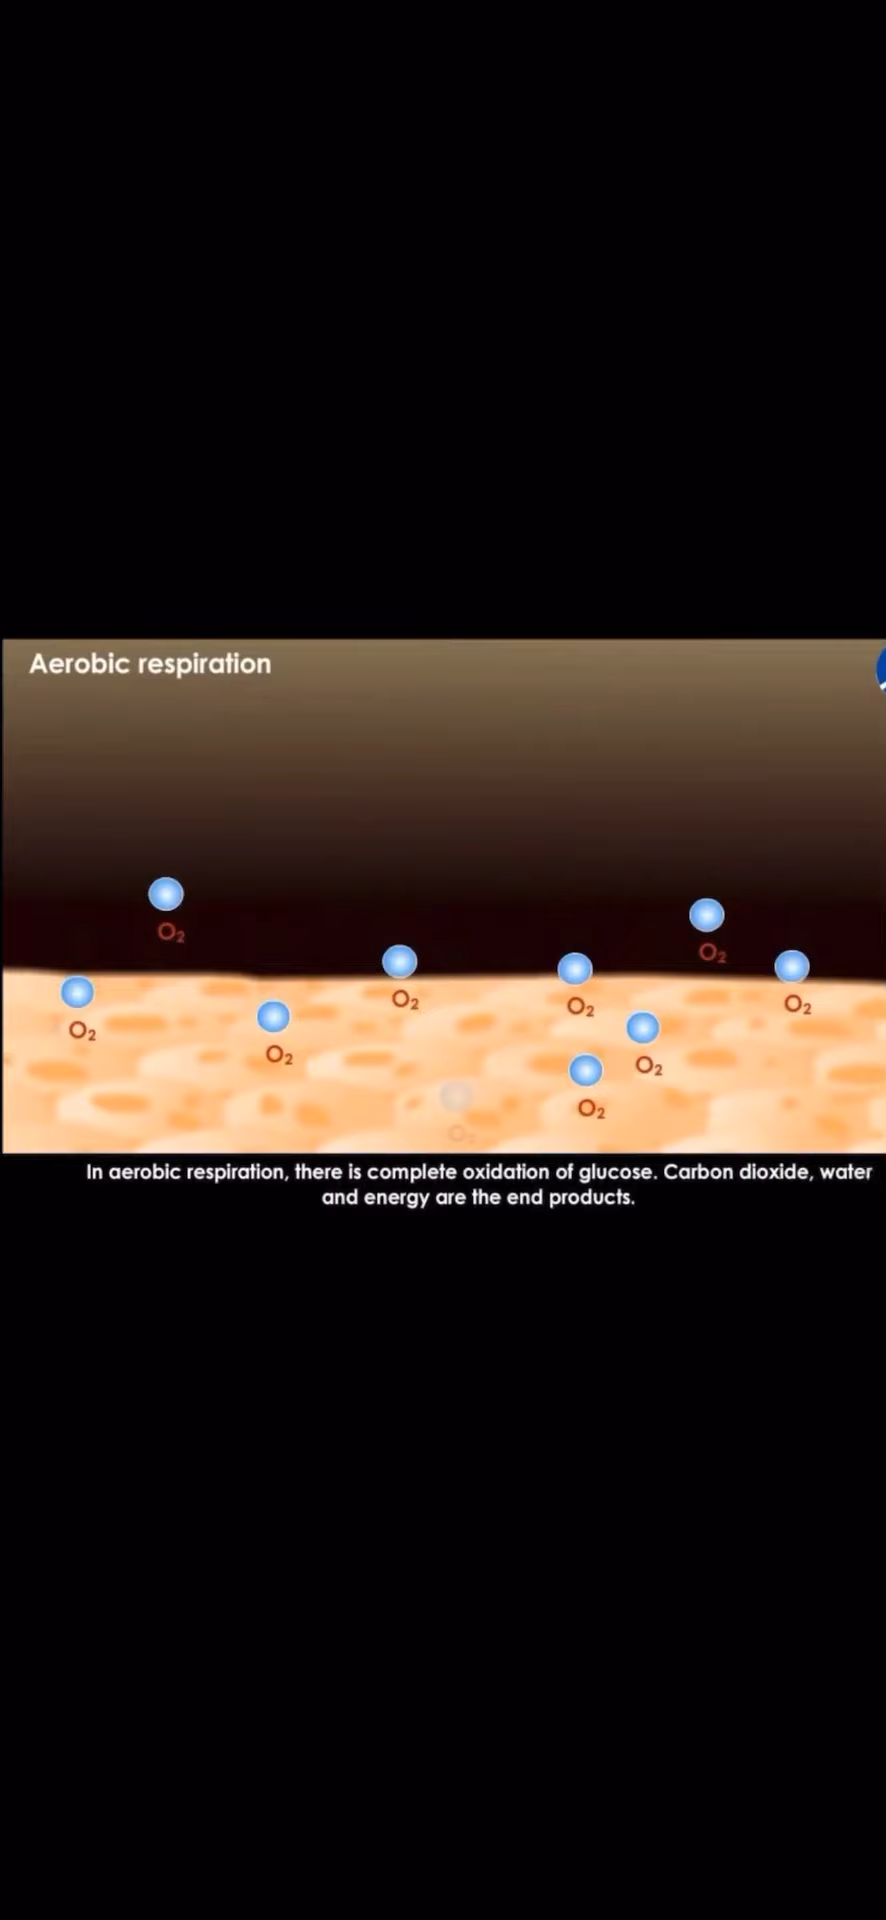 Aerobic respiration
O₂
O₂
O₂
O₂
O₂
O₂
O₂
O₂
O₂
O₂
In aerobic respiration, there is complete oxidation of glucose. Carbon dioxide, water
and energy are the end products.